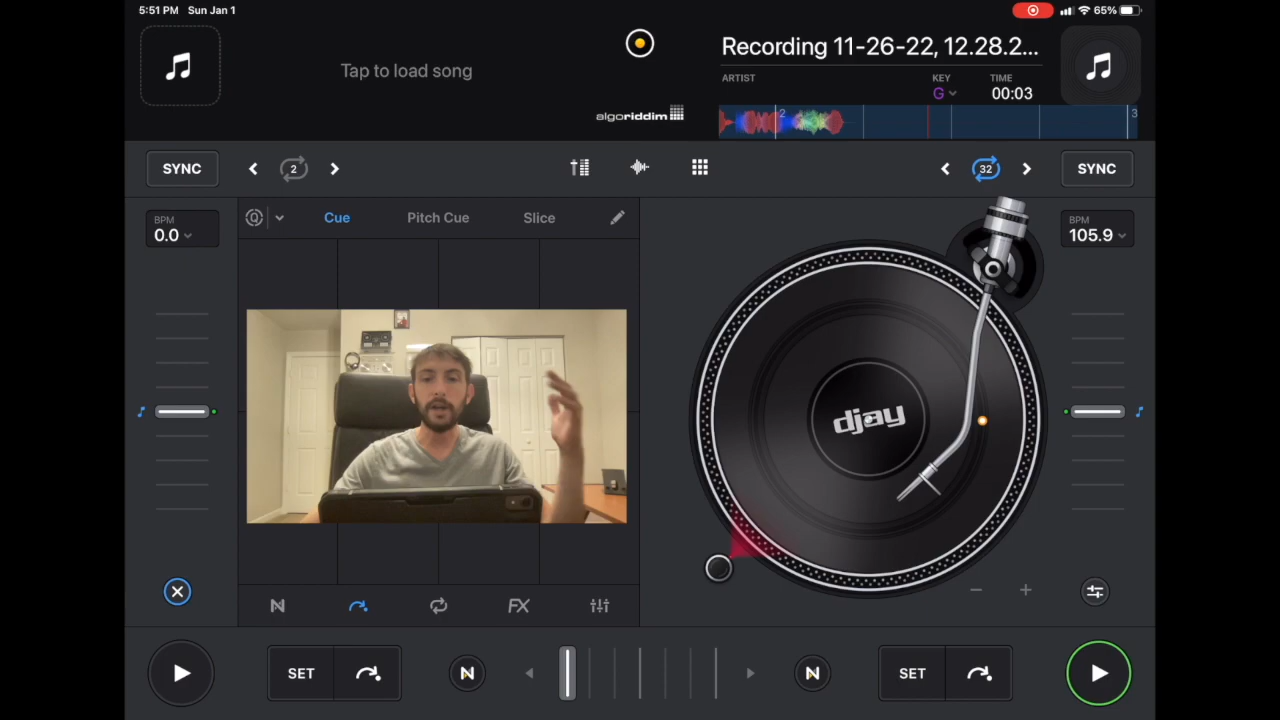 5:51 PM Sun Jan 1
65%
Tap to load song
algoriddim
Recording 11-26-22, 12.28.2...
ARTIST
KEY
TIME
G
00:03
2
3
SYNC
2
32
SYNC
BPM
0.0
Cue
Pitch Cue
Slice
BPM
105.9
djay
FX
SET
N
N
SET